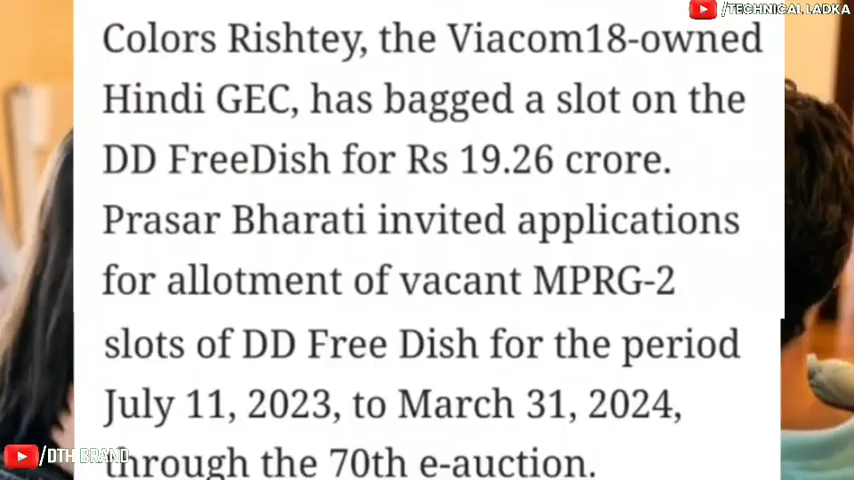 /TECHNICAL LADKA
Colors Rishtey, the Viacom18-owned
Hindi GEC, has bagged a slot on the
DD FreeDish for Rs 19.26 crore.
Prasar Bharati invited applications
for allotment of vacant MPRG-2
slots of DD Free Dish for the period
July 11, 2023, to March 31, 2024,
through the 70th e-auction.
/DTH BRAND